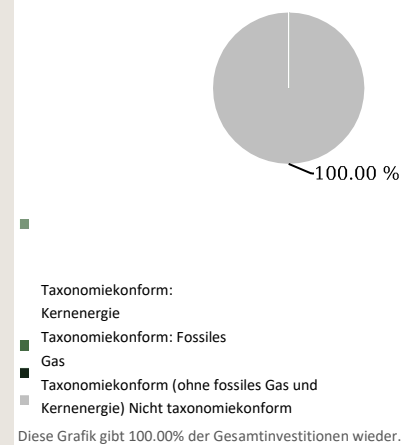 100.00 %
Taxonomiekonform:
Kernenergie
Taxonomiekonform: Fossiles
Gas
Taxonomiekonform (ohne fossiles Gas und
Kernenergie) Nicht taxonomiekonform
Diese Grafik gibt 100.00% der Gesamtinvestitionen wieder.